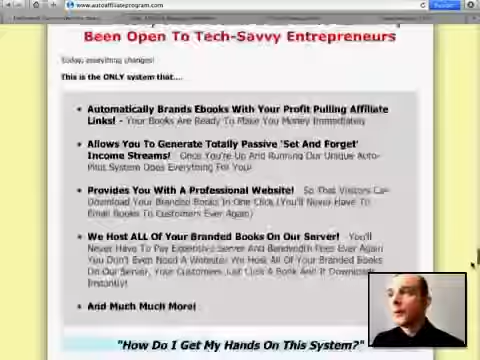 www.autoaffiliateprogram.com
Been Open To Tech-Savvy Entrepreneurs
Today, everything changes!
This is the ONLY system that....
• Automatically Brands Ebooks With Your Profit Pulling Affiliate
Links! - Your Books Are Ready To Make You Money Immediately
• Allows You To Generate Totally Passive 'Set And Forget'
Income Streams! - Once You're Up And Running Our Unique Auto-
Pilot System Does Everything For You!
• Provides You With A Professional Website! - So That Visitors Can
Download Your Branded Books In One Click (You'll Never Have To
Email Books To Customers Ever Again)
• We Host ALL Of Your Branded Books On Our Server! - You'll
Never Have To Pay Expensive Server And Bandwidth Fees Ever Again
You Don't Even Need A Website! We Host All Of Your Branded Books
On Our Server, Your Customers Just Click A Book And It Downloads
Instantly!
• And Much Much More!
"How Do I Get My Hands On This System?"